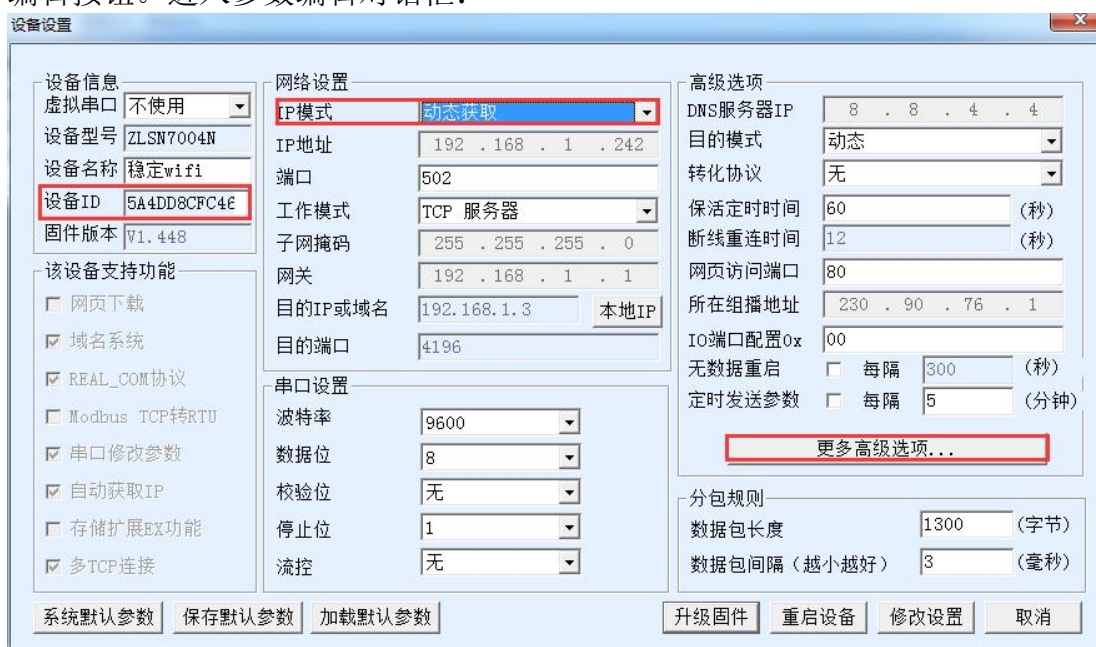 设备设置
设备信息
虚拟串口 不使用
设备型号 ZLSN7004N
设备名称 稳定wifi
设备ID 5A4DD8CFC46
固件版本 V1.448
该设备支持功能
网页下载
域名系统
REAL_COM协议
Modbus TCP转RTU
串口修改参数
自动获取IP
存储扩展EX功能
多TCP连接
网络设置
IP模式 动态获取
IP地址 192 . 168 . 1 . 242
端口 502
工作模式 TCP 服务器
子网掩码 255 . 255 . 255 . 0
网关 192 . 168 . 1 . 1
目的IP或域名 192.168.1.3 本地IP
目的端口 4196
串口设置
波特率 9600
数据位 8
校验位 无
停止位 1
流控 无
高级选项
DNS服务器IP 8 . 8 . 4 . 4
目的模式 动态
转化协议 无
保活定时时间 60 (秒)
断线重连时间 12 (秒)
网页访问端口 80
所在组播地址 230 . 90 . 76 . 1
IO端口配置0x 00
无数据重启 每隔 300 (秒)
定时发送参数 每隔 5 (分钟)
更多高级选项...
分包规则
数据包长度 1300 (字节)
数据包间隔（越小越好） 3 (毫秒)
系统默认参数 保存默认参数 加载默认参数 升级固件 重启设备 修改设置 取消